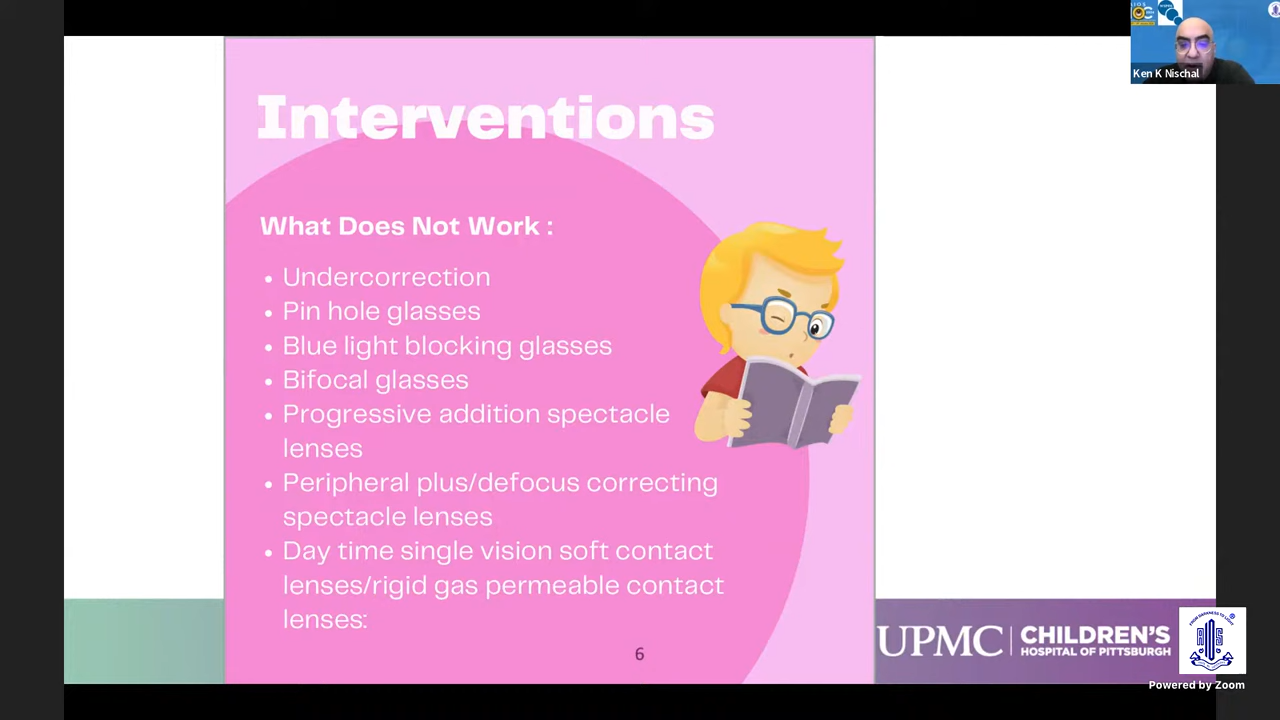 Ken K Nischal
Interventions
What Does Not Work :
• Undercorrection
• Pin hole glasses
• Blue light blocking glasses
• Bifocal glasses
• Progressive addition spectacle
lenses
• Peripheral plus/defocus correcting
spectacle lenses
• Day time single vision soft contact
lenses/rigid gas permeable contact
lenses:
6
UPMC
CHILDREN'S
HOSPITAL OF PITTSBURGH
Powered by Zoom